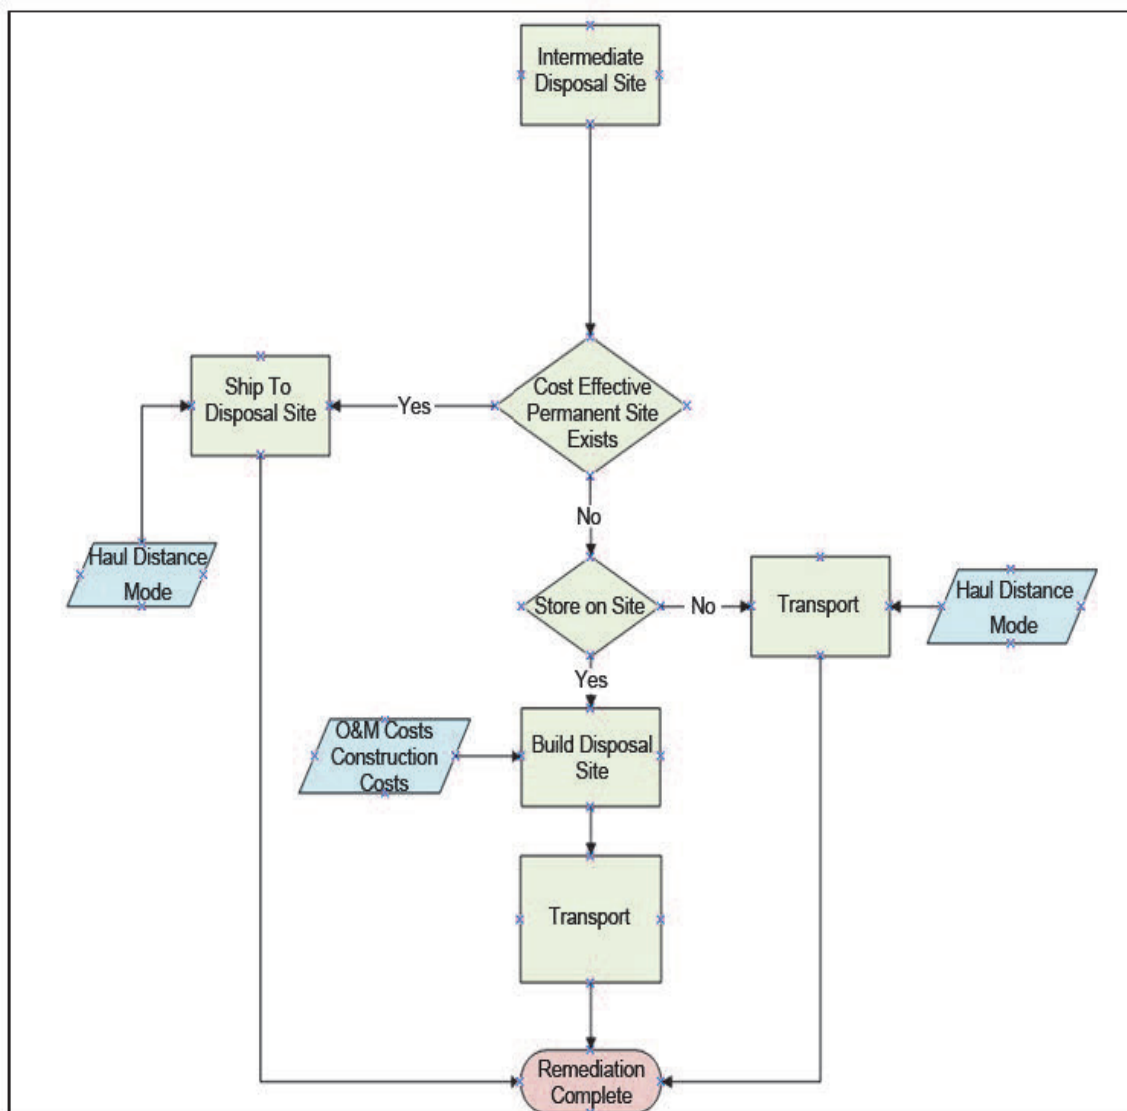 Intermediate
Disposal Site
Ship To
Disposal Site
Yes
Cost Effective
Permanent Site
Exists
No
Haul Distance
Mode
Store on Site
No
Transport
Haul Distance
Mode
Yes
O&M Costs
Construction
Costs
Build Disposal
Site
Transport
Remediation
Complete